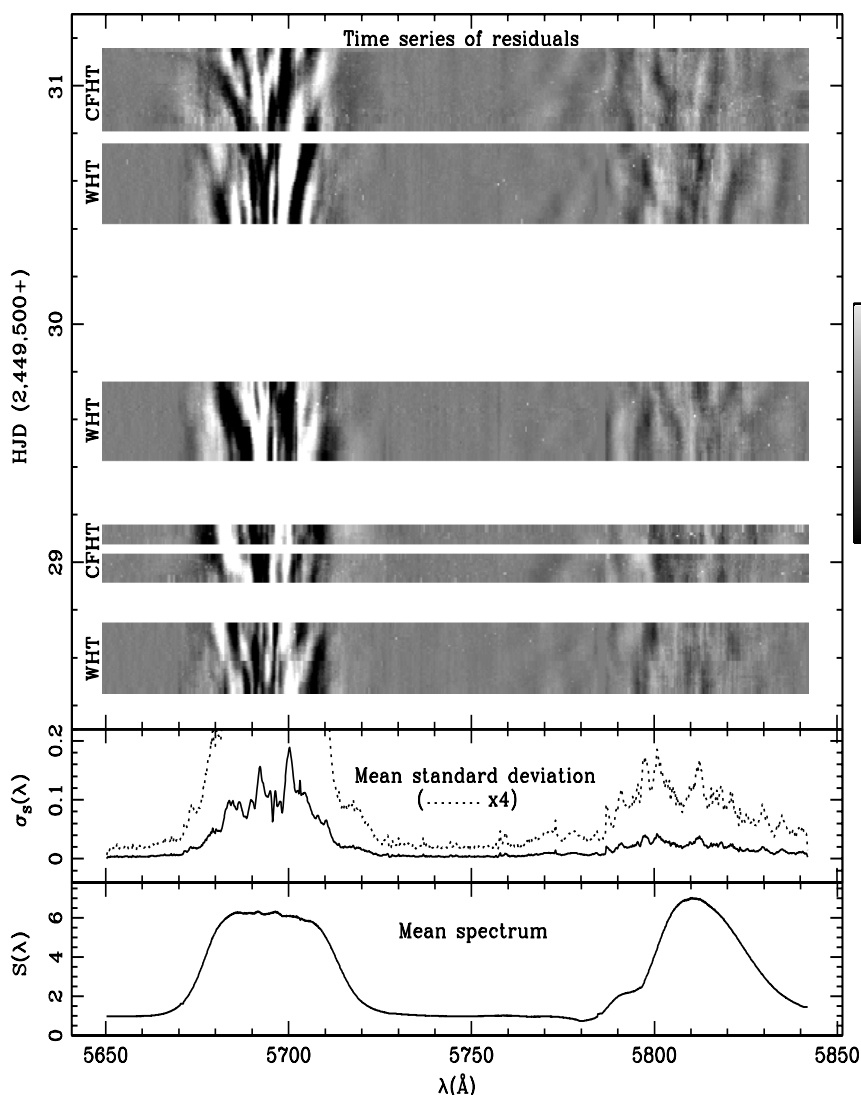 Time series of residuals
CFHT
31
WHT
30
HJD (2,449,500+)
WHT
CFHT
29
WHT
0.2
Mean standard deviation
(........ x4)
0.1
σs(λ)
0
6
Mean spectrum
S(λ)
4
2
0
5650 5700 5750 5800 5850
λ(Å)